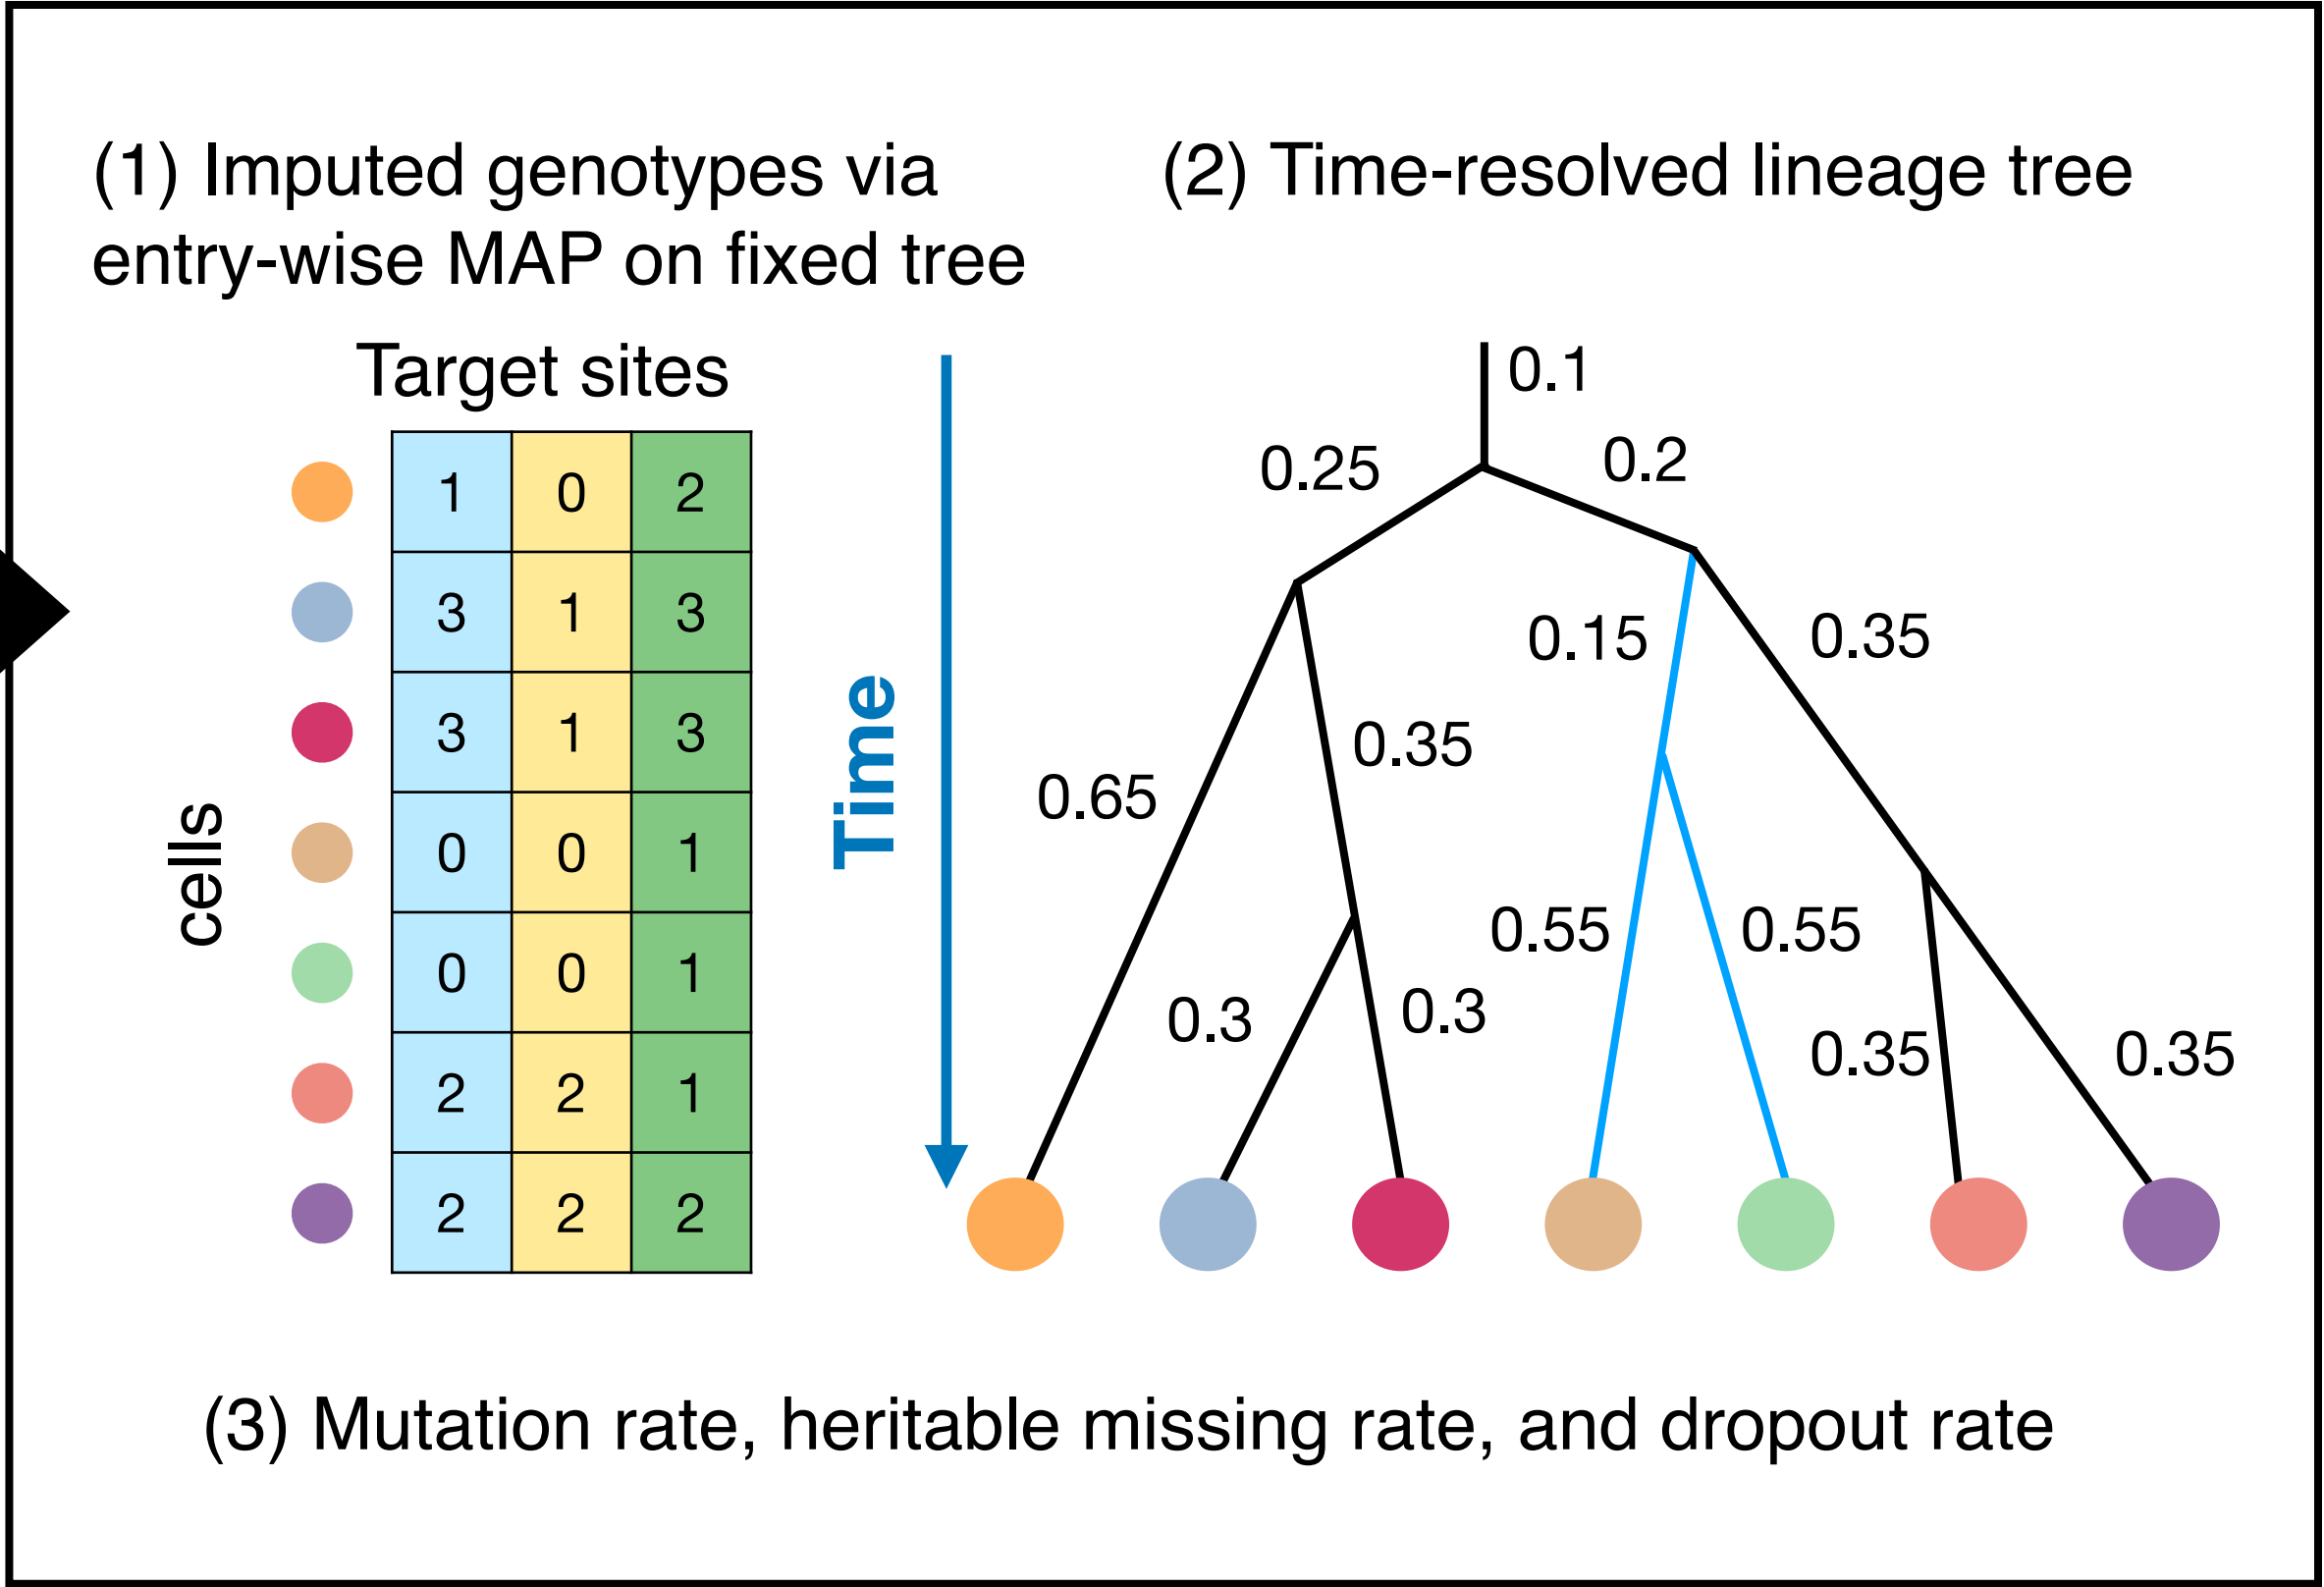 (1) Imputed genotypes via
entry-wise MAP on fixed tree
Target sites
cells
1 0 2
3 1 3
3 1 3
0 0 1
0 0 1
2 2 1
2 2 2
(2) Time-resolved lineage tree
Time
0.1
0.25
0.2
0.15
0.35
0.35
0.65
0.55
0.55
0.3
0.3
0.35
0.35
(3) Mutation rate, heritable missing rate, and dropout rate